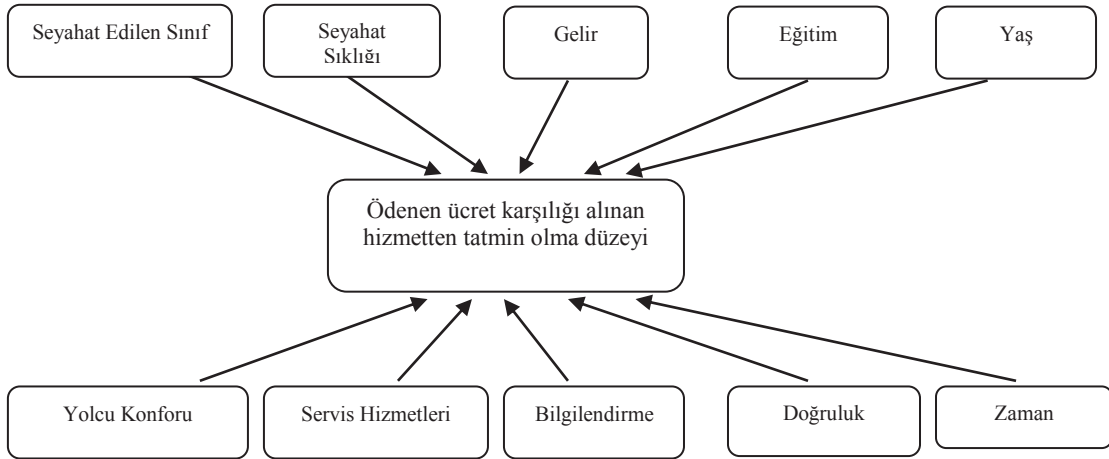 Seyahat Edilen Sınıf
Seyahat
Sıklığı
Gelir
Eğitim
Yaş
Ödenen ücret karşılığı alınan
hizmetten tatmin olma düzeyi
Yolcu Konforu
Servis Hizmetleri
Bilgilendirme
Doğruluk
Zaman